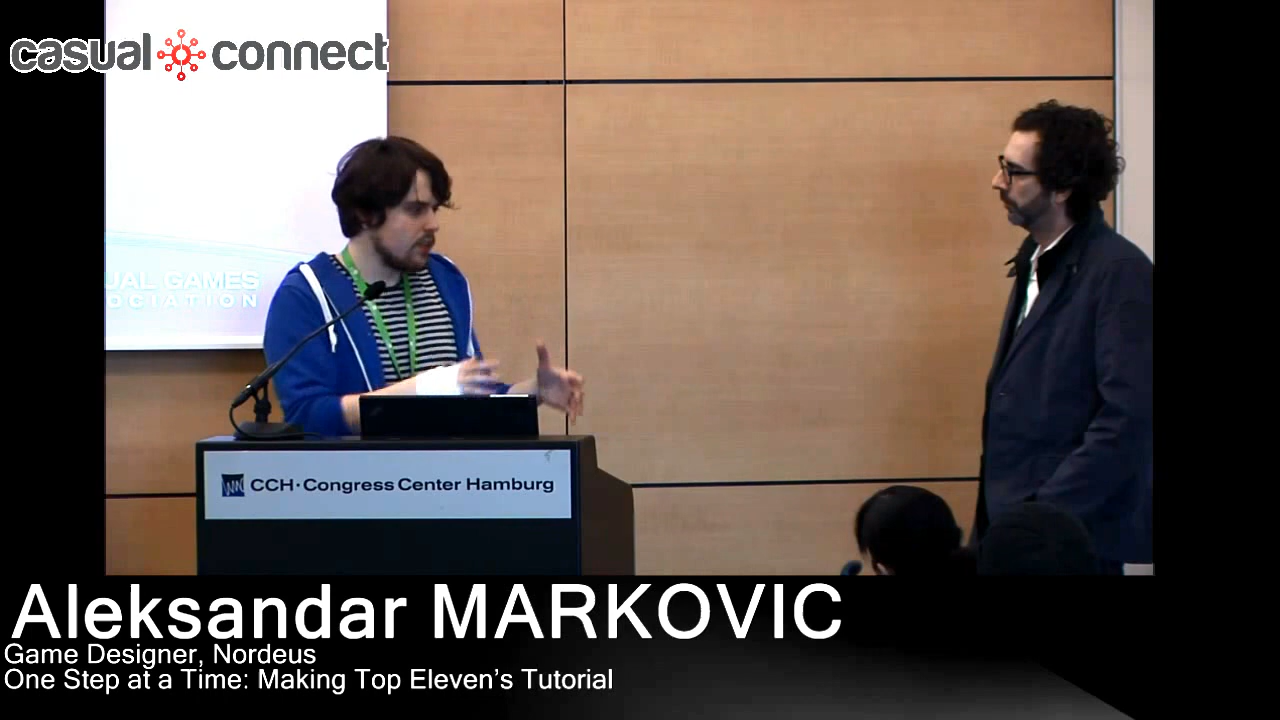 casual connect
UAL GAMES
OCIATION
CCH·Congress Center Hamburg
Aleksandar MARKOVIC
Game Designer, Nordeus
One Step at a Time: Making Top Eleven’s Tutorial